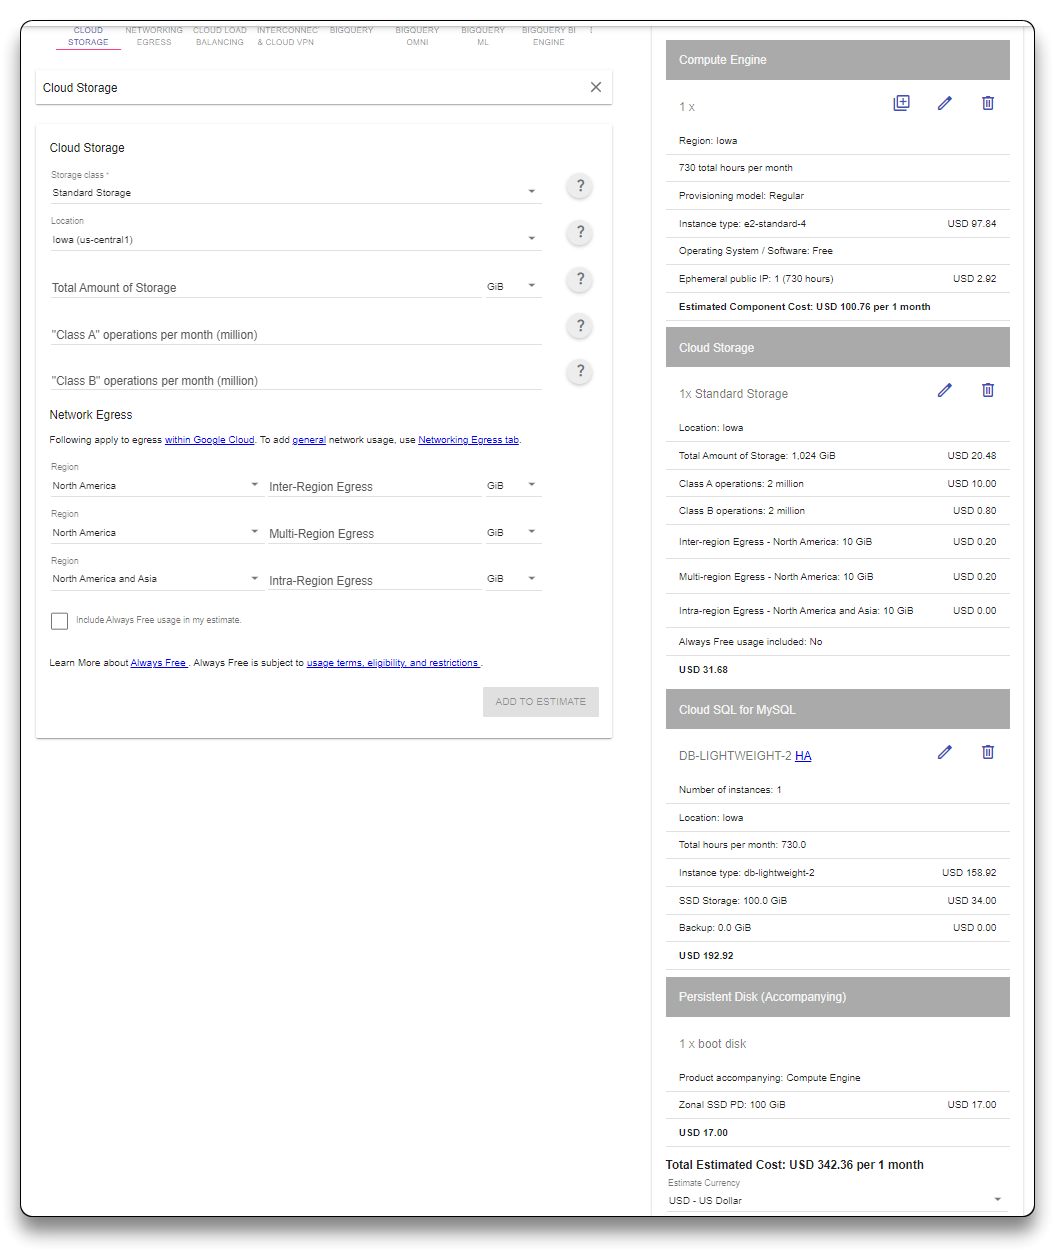 CLOUD STORAGE
NETWORKING EGRESS
CLOUD LOAD BALANCING
INTERCONNEC & CLOUD VPN
BIGQUERY
BIGQUERY OMNI
BIGQUERY ML
BIGQUERY BI ENGINE
Cloud Storage
Cloud Storage
Storage class *
Standard Storage
?
Location
Iowa (us-central1)
?
Total Amount of Storage
GiB
?
"Class A" operations per month (million)
?
"Class B" operations per month (million)
?
Network Egress
Following apply to egress within Google Cloud. To add general network usage, use Networking Egress tab.
Region
North America
Inter-Region Egress
GiB
Region
North America
Multi-Region Egress
GiB
Region
North America and Asia
Intra-Region Egress
GiB
Include Always Free usage in my estimate.
Learn More about Always Free . Always Free is subject to usage terms, eligibility, and restrictions .
ADD TO ESTIMATE
Compute Engine
1 x
Region: Iowa
730 total hours per month
Provisioning model: Regular
Instance type: e2-standard-4 USD 97.84
Operating System / Software: Free
Ephemeral public IP: 1 (730 hours) USD 2.92
Estimated Component Cost: USD 100.76 per 1 month
Cloud Storage
1x Standard Storage
Location: Iowa
Total Amount of Storage: 1,024 GiB USD 20.48
Class A operations: 2 million USD 10.00
Class B operations: 2 million USD 0.80
Inter-region Egress - North America: 10 GiB USD 0.20
Multi-region Egress - North America: 10 GiB USD 0.20
Intra-region Egress - North America and Asia: 10 GiB USD 0.00
Always Free usage included: No
USD 31.68
Cloud SQL for MySQL
DB-LIGHTWEIGHT-2 HA
Number of instances: 1
Location: Iowa
Total hours per month: 730.0
Instance type: db-lightweight-2 USD 158.92
SSD Storage: 100.0 GiB USD 34.00
Backup: 0.0 GiB USD 0.00
USD 192.92
Persistent Disk (Accompanying)
1 x boot disk
Product accompanying: Compute Engine
Zonal SSD PD: 100 GiB USD 17.00
USD 17.00
Total Estimated Cost: USD 342.36 per 1 month
Estimate Currency
USD - US Dollar